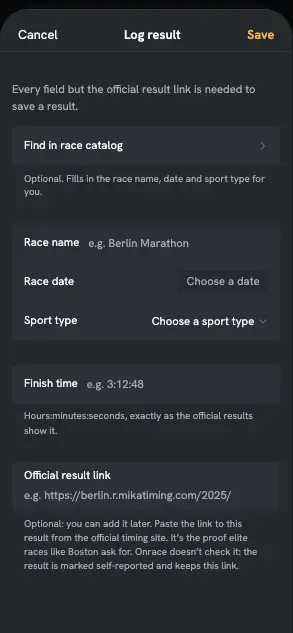 Cancel Log result Save
Every field but the official result link is needed to
save a result.
Find in race catalog
Optional. Fills in the race name, date and sport type for
you.
Race name e.g. Berlin Marathon
Race date Choose a date
Sport type Choose a sport type
Finish time e.g. 3:12:48
Hours:minutes:seconds, exactly as the official results
show it.
Official result link
e.g. https://berlin.r.mikatiming.com/2025/
Optional: you can add it later. Paste the link to this
result from the official timing site. It's the proof elite
races like Boston ask for. Onrace doesn't check it: the
result is marked self-reported and keeps this link.